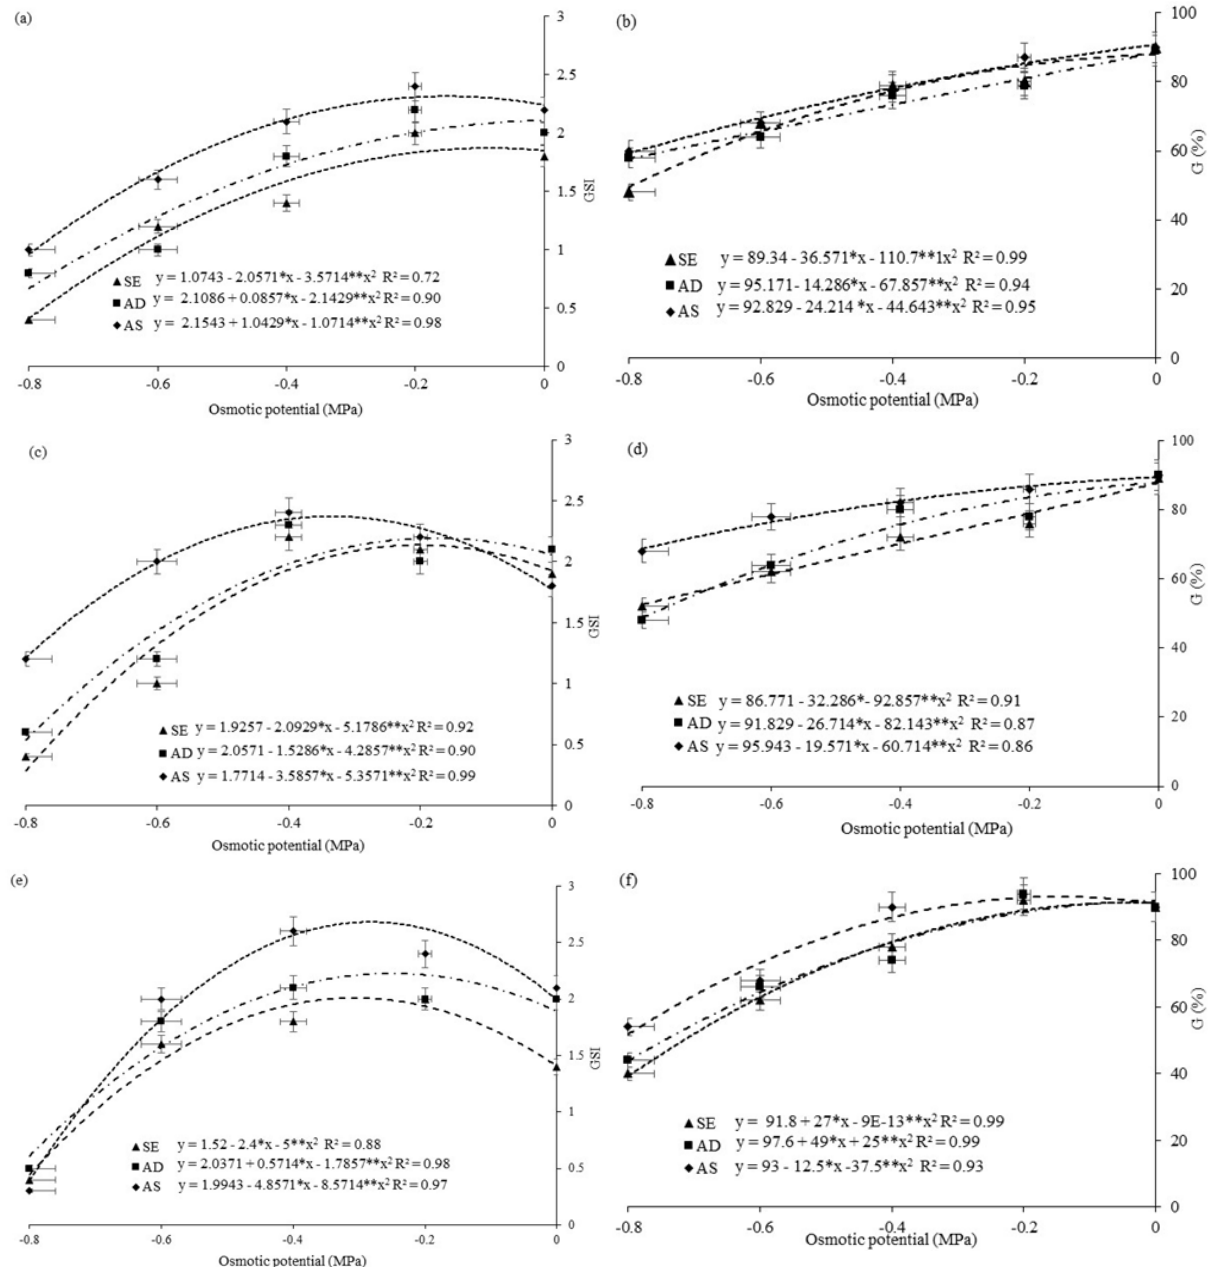 (a)
3
2.5
2
1.5
1
0.5
0
GSI
▲ SE y = 1.0743 - 2.0571*x - 3.5714**x² R² = 0.72
■ AD y = 2.1086 + 0.0857*x - 2.1429**x² R² = 0.90
◆ AS y = 2.1543 + 1.0429*x - 1.0714**x² R² = 0.98
-0.8 -0.6 -0.4 -0.2 0
Osmotic potential (MPa)
(b)
100
80
60
40
20
0
G (%)
▲ SE y = 89.34 - 36.571*x - 110.7**1x² R² = 0.99
■ AD y = 95.171 - 14.286*x - 67.857**x² R² = 0.94
◆ AS y = 92.829 - 24.214 *x - 44.643**x² R² = 0.95
-0.8 -0.6 -0.4 -0.2 0
Osmotic potential (MPa)
(c)
3
2.5
2
1.5
1
0.5
0
GSI
▲ SE y = 1.9257 - 2.0929*x - 5.1786**x² R² = 0.92
■ AD y = 2.0571 - 1.5286*x - 4.2857**x² R² = 0.90
◆ AS y = 1.7714 - 3.5857*x - 5.3571**x² R² = 0.99
-0.8 -0.6 -0.4 -0.2 0
Osmotic potential (MPa)
(d)
100
80
60
40
20
0
G (%)
▲ SE y = 86.771 - 32.286*x - 92.857**x² R² = 0.91
■ AD y = 91.829 - 26.714*x - 82.143**x² R² = 0.87
◆ AS y = 95.943 - 19.571*x - 60.714**x² R² = 0.86
-0.8 -0.6 -0.4 -0.2 0
Osmotic potential (MPa)
(e)
3
2.5
2
1.5
1
0.5
0
GSI
▲ SE y = 1.52 - 2.4*x - 5**x² R² = 0.88
■ AD y = 2.0371 + 0.5714*x - 1.7857**x² R² = 0.98
◆ AS y = 1.9943 - 4.8571*x - 8.5714**x² R² = 0.97
-0.8 -0.6 -0.4 -0.2 0
Osmotic potential (MPa)
(f)
100
80
60
40
20
0
G (%)
▲ SE y = 91.8 + 27*x - 9E-13**x² R² = 0.99
■ AD y = 97.6 + 49*x + 25**x² R² = 0.99
◆ AS y = 93 - 12.5*x -37.5**x² R² = 0.93
-0.8 -0.6 -0.4 -0.2 0
Osmotic potential (MPa)